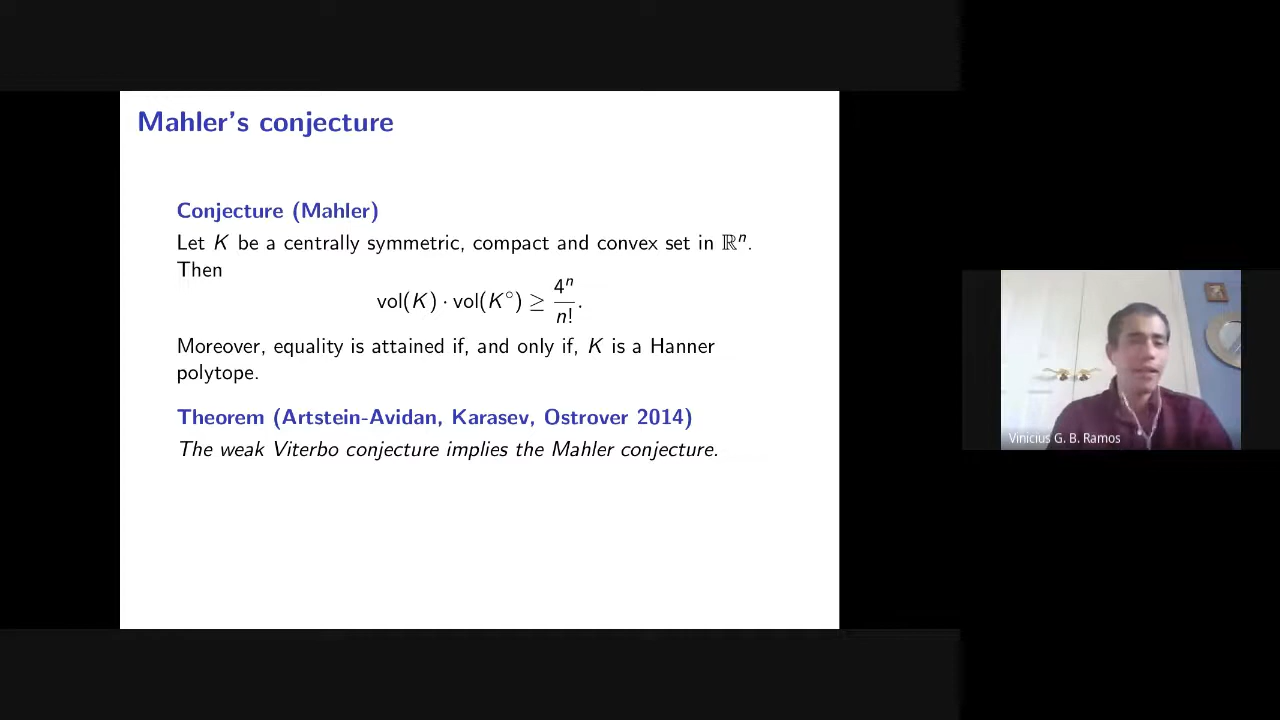 Mahler's conjecture
Conjecture (Mahler)
Let K be a centrally symmetric, compact and convex set in ℝⁿ.
Then
vol(K) · vol(K°) ≥ 4ⁿ/n!.
Moreover, equality is attained if, and only if, K is a Hanner
polytope.
Theorem (Artstein-Avidan, Karasev, Ostrover 2014)
The weak Viterbo conjecture implies the Mahler conjecture.
Vinicius G. B. Ramos